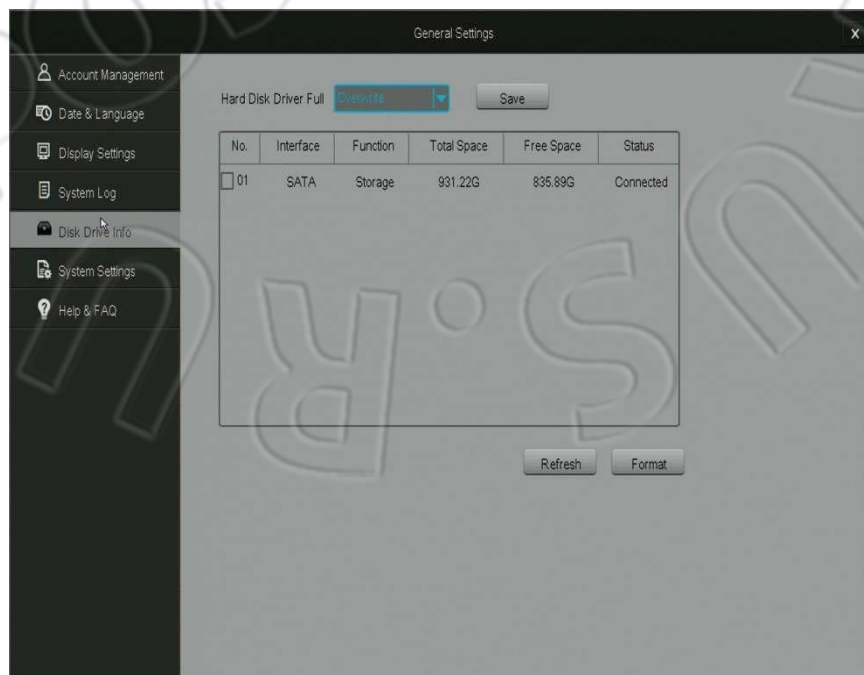 General Settings
X
Account Management
Date & Language
Display Settings
System Log
Disk Drive Info
System Settings
Help & FAQ
Hard Disk Driver Full Overwrite Save
No. Interface Function Total Space Free Space Status
01 SATA Storage 931.22G 835.89G Connected
Refresh Format